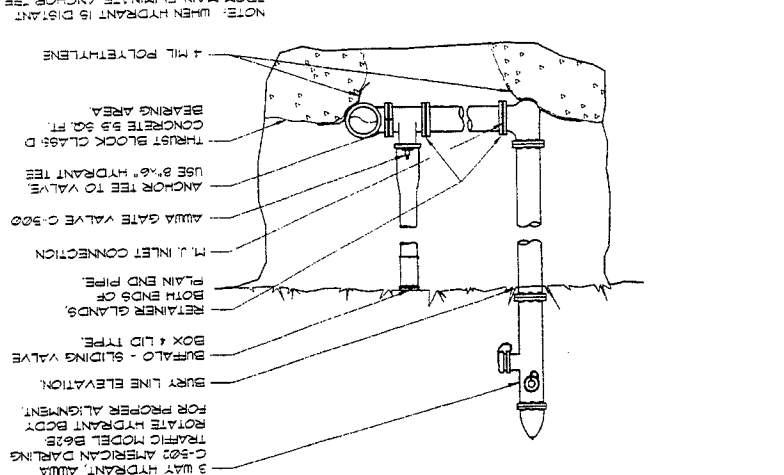 3 WAY HYDRANT, AWWA
C-502 AMERICAN DARLING
TRAFFIC MODEL B62B.
ROTATE HYDRANT BODY
FOR PROPER ALIGNMENT.
BURY LINE ELEVATION.
BUFFALO - SLIDING VALVE
BOX & LID TYPE.
RETAINER GLANDS,
BOTH ENDS OF
PLAIN END PIPE.
M. J. INLET CONNECTION
AWWA GATE VALVE C-500
ANCHOR TEE TO VALVE,
USE 8"x6" HYDRANT TEE
THRUST BLOCK CLASS D
CONCRETE 5.5 SQ. FT.
BEARING AREA.
4 MIL POLYETHYLENE
NOTE: WHEN HYDRANT IS DISTANT
FROM MAIN ELIMINATE ANCHOR TEE